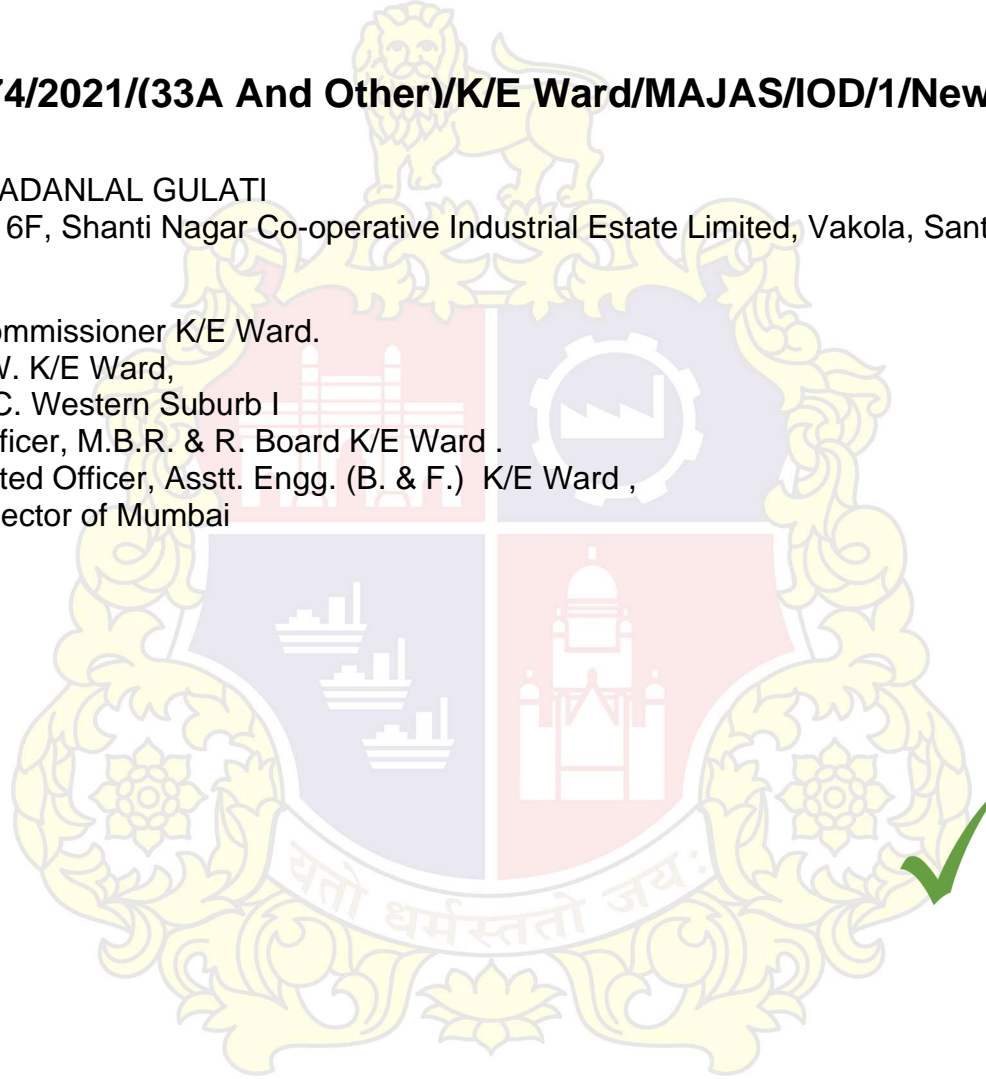 74/2021/(33A And Other)/K/E Ward/MAJAS/IOD/1/New
ADANLAL GULATI
6F, Shanti Nagar Co-operative Industrial Estate Limited, Vakola, Sant
ommissioner K/E Ward.
W. K/E Ward,
C. Western Suburb I
fficer, M.B.R. & R. Board K/E Ward .
ted Officer, Asstt. Engg. (B. & F.) K/E Ward ,
ector of Mumbai
यतो धर्मस्ततो जय: